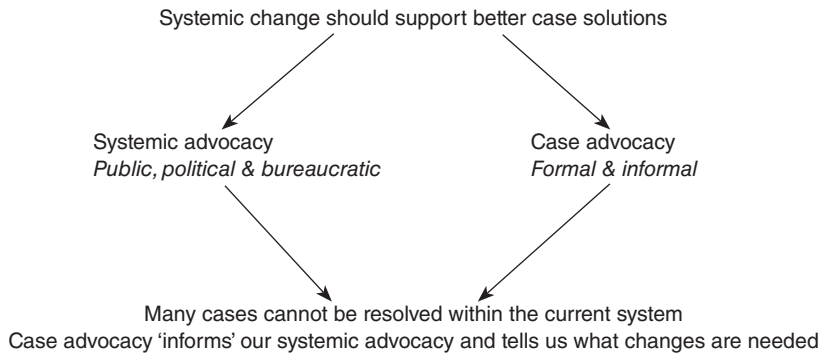 Systemic change should support better case solutions
Systemic advocacy
Public, political & bureaucratic
Case advocacy
Formal & informal
Many cases cannot be resolved within the current system
Case advocacy ‘informs’ our systemic advocacy and tells us what changes are needed